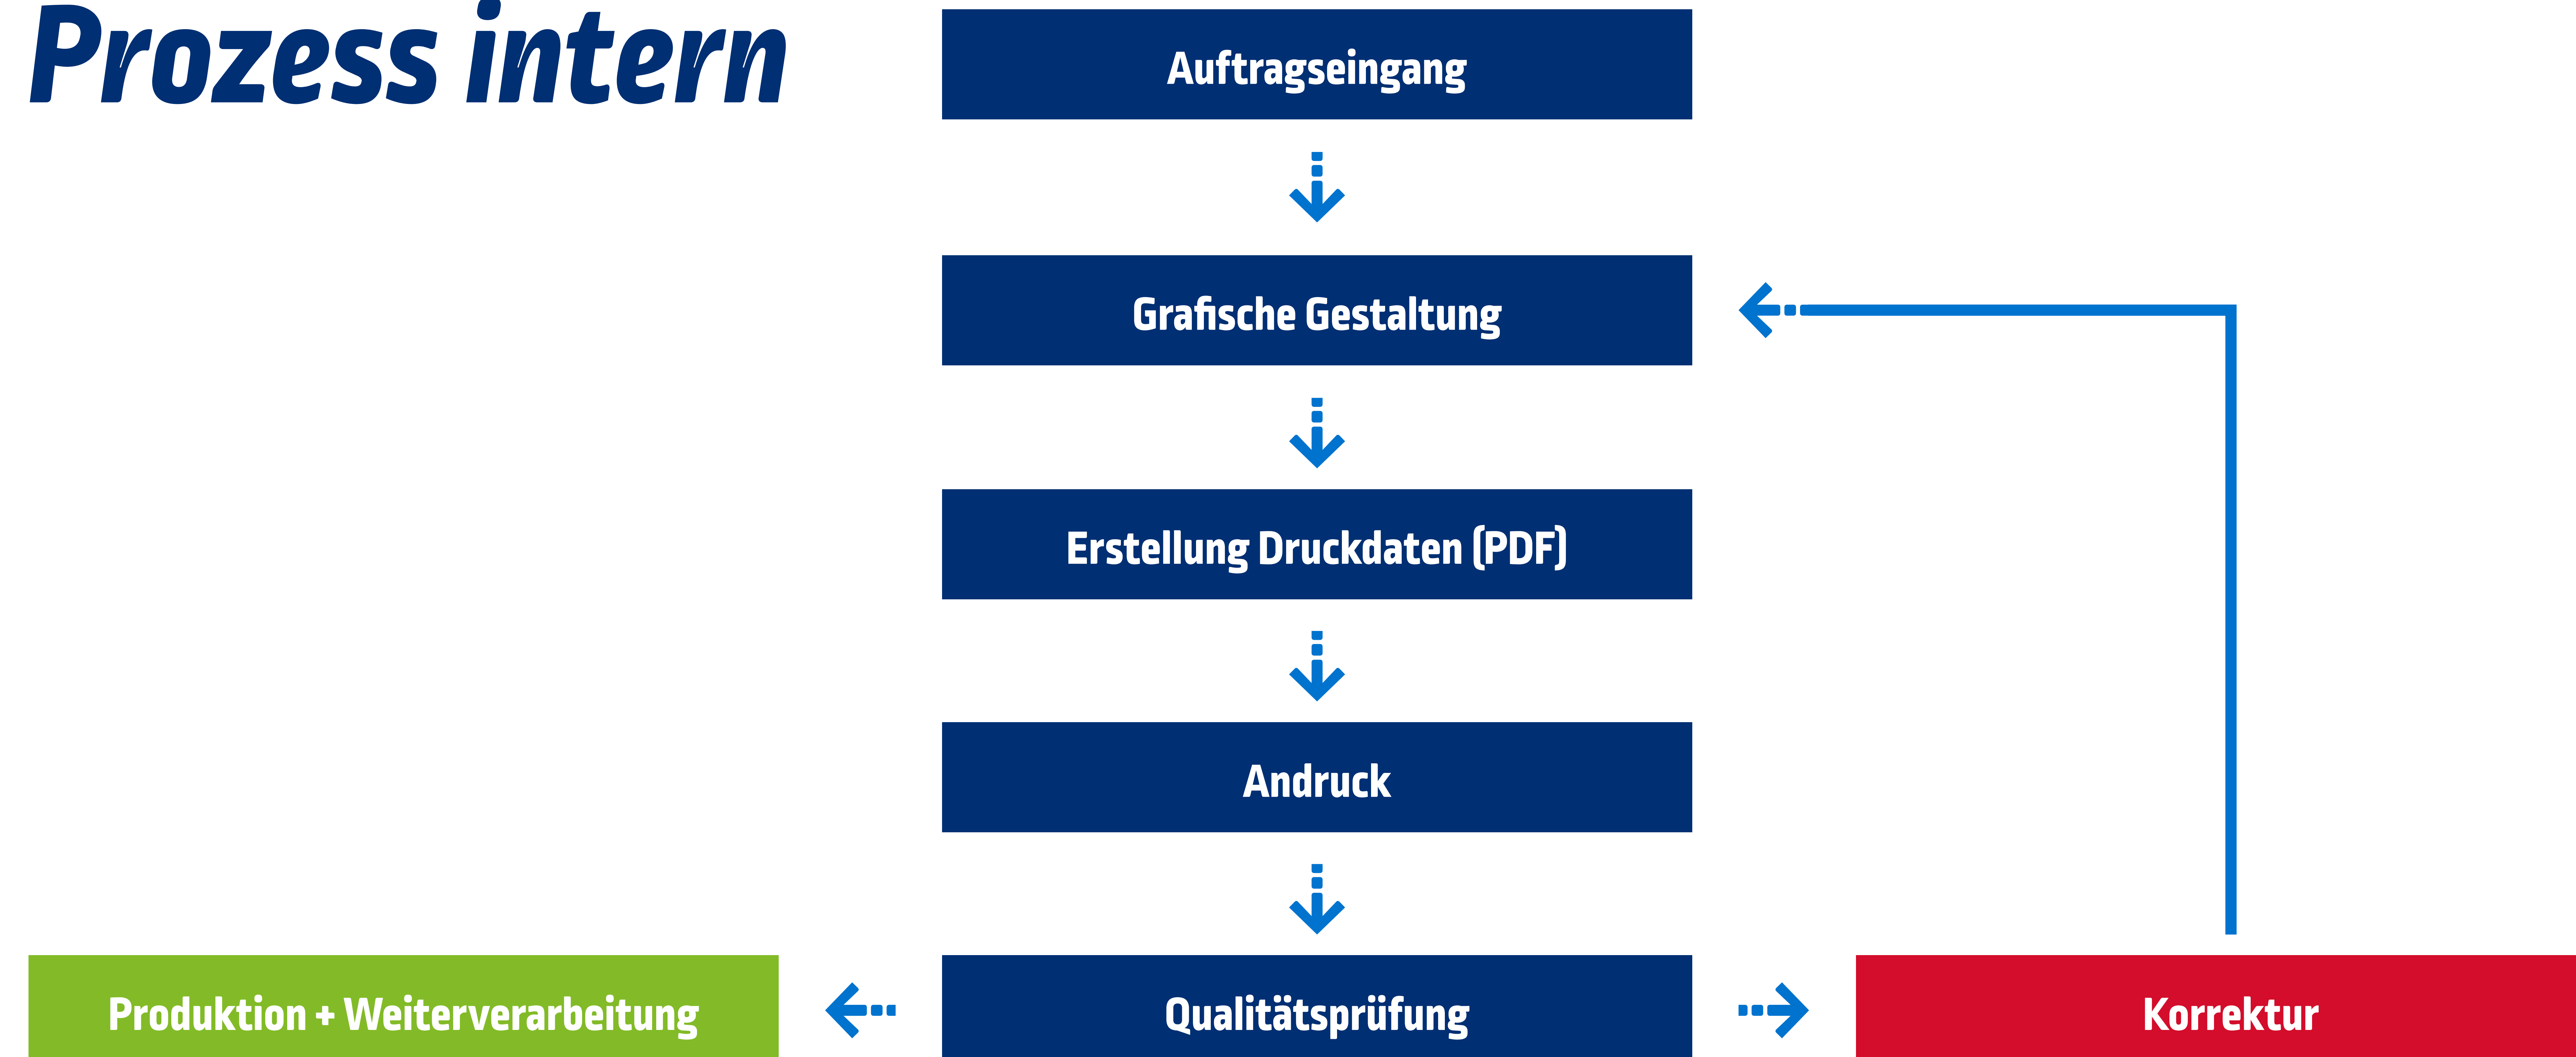 Prozess intern
Auftragseingang
Grafische Gestaltung
Erstellung Druckdaten (PDF)
Andruck
Produktion + Weiterverarbeitung
Qualitätsprüfung
Korrektur